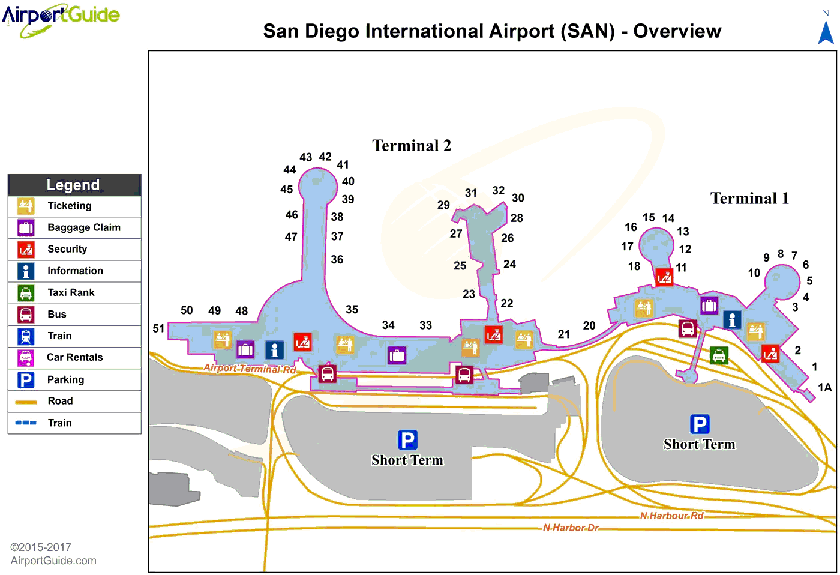 AirportGuide
San Diego International Airport (SAN) - Overview
N
Terminal 2
Terminal 1
Legend
Ticketing
Baggage Claim
Security
Information
Taxi Rank
Bus
Train
Car Rentals
Parking
Road
Train
43 42 41
44
45 40
39
46 38
47 37
36
35
34 33
51 50 49 48
29 31 32 30
28
27 26
25 24
23 22
21 20
15 14
16 13
17 12
18 11
10 9 8 7 6
5
4
3
2
1
1A
Airport Terminal Rd
P
Short Term
P
Short Term
N Harbor Dr
N Harbour Rd
©2015-2017
AirportGuide.com